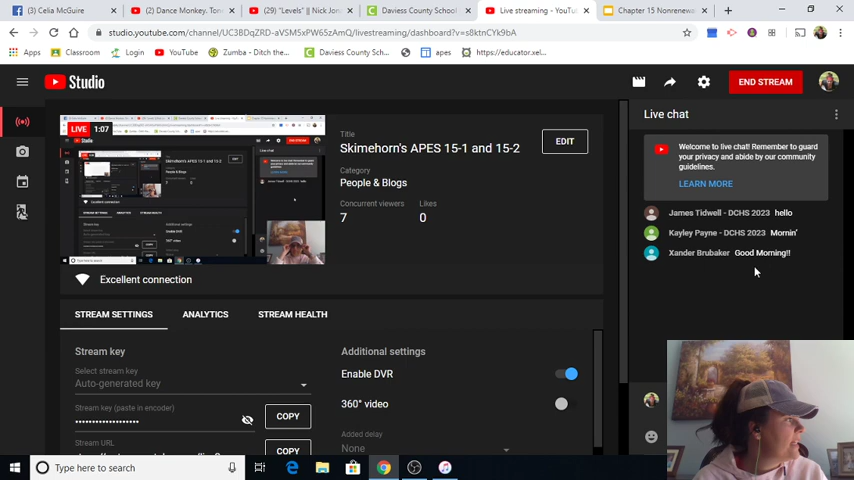 (3) Celia McGuire
(2) Dance Monkey. Ton
(29) "Levels" || Nick Jon
Daviess County School
Live streaming - YouTu
Chapter 15 Nonrenewa
studio.youtube.com/channel/UC3BDqZRD-aVSM5xPW65zAmQ/livestreaming/dashboard?v=s8ktnCYk9bA
Apps
Classroom
Login
YouTube
Zumba - Ditch the...
Daviess County Sch...
apes
https://educator.xel...
Studio
END STREAM
LIVE 1:07
Title
Skimehorn's APES 15-1 and 15-2
EDIT
Category
People & Blogs
Concurrent viewers
Likes
7
0
Excellent connection
STREAM SETTINGS
ANALYTICS
STREAM HEALTH
Stream key
Select stream key
Auto-generated key
Stream key (paste in encoder)
••••••••••••••••••
COPY
Stream URL
COPY
Additional settings
Enable DVR
360° video
Added delay
None
Live chat
Welcome to live chat! Remember to guard
your privacy and abide by our community
guidelines.
LEARN MORE
James Tidwell - DCHS 2023 hello
Kayley Payne - DCHS 2023 Mornin'
Xander Brubaker Good Morning!!
Type here to search